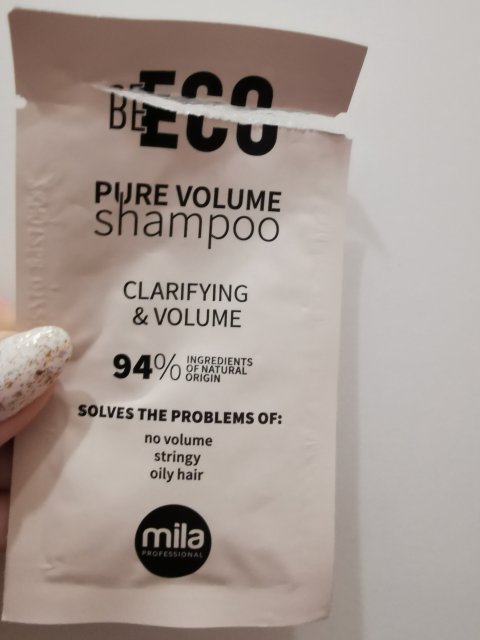 BE ECO
PURE VOLUME
shampoo
CLARIFYING
& VOLUME
94% INGREDIENTS
OF NATURAL
ORIGIN
SOLVES THE PROBLEMS OF:
no volume
stringy
oily hair
mila
PROFESSIONAL